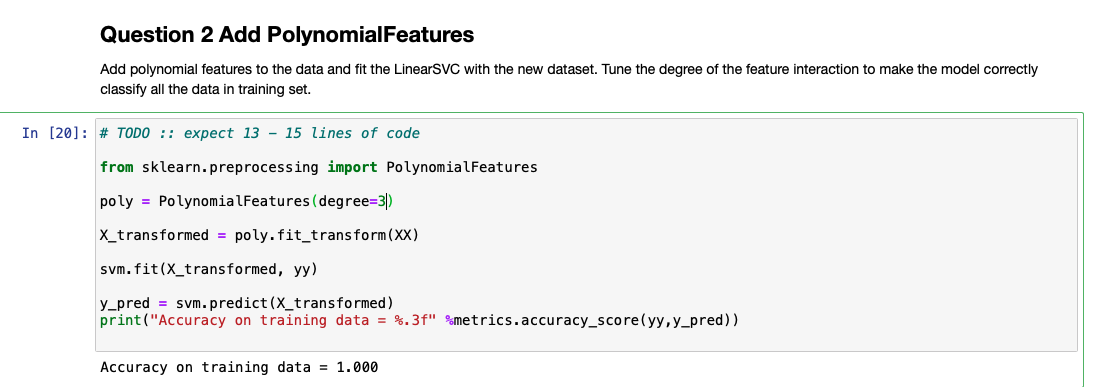 Question 2 Add PolynomialFeatures
Add polynomial features to the data and fit the LinearSVC with the new dataset. Tune the degree of the feature interaction to make the model correctly
classify all the data in training set.
In [20]: # TODO :: expect 13 – 15 lines of code
from sklearn.preprocessing import PolynomialFeatures
poly = PolynomialFeatures(degree=3)
X_transformed = poly.fit_transform(XX)
svm.fit(X_transformed, yy)
y_pred = svm.predict(X_transformed)
print("Accuracy on training data = %.3f" %metrics.accuracy_score(yy,y_pred))
Accuracy on training data = 1.000